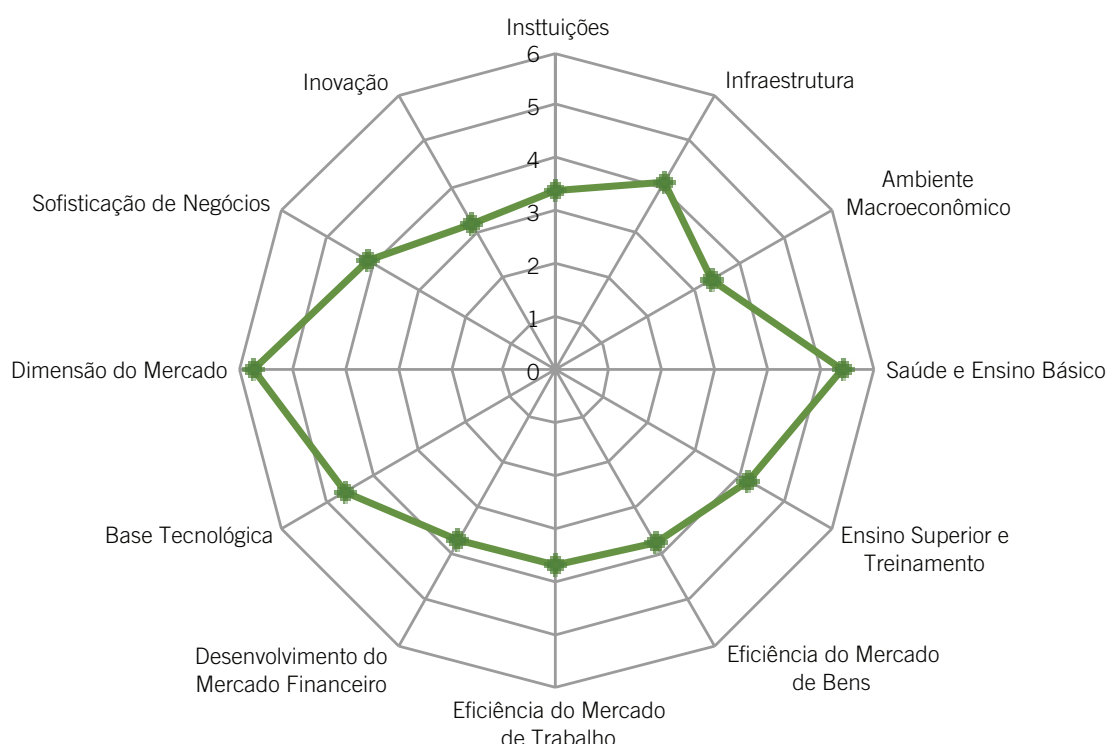 Insttuições
6
5
4
3
2
1
0
Infraestrutura
Ambiente
Macroeconômico
Saúde e Ensino Básico
Ensino Superior e
Treinamento
Eficiência do Mercado
de Bens
Eficiência do Mercado
de Trabalho
Desenvolvimento do
Mercado Financeiro
Base Tecnológica
Dimensão do Mercado
Sofisticação de Negócios
Inovação